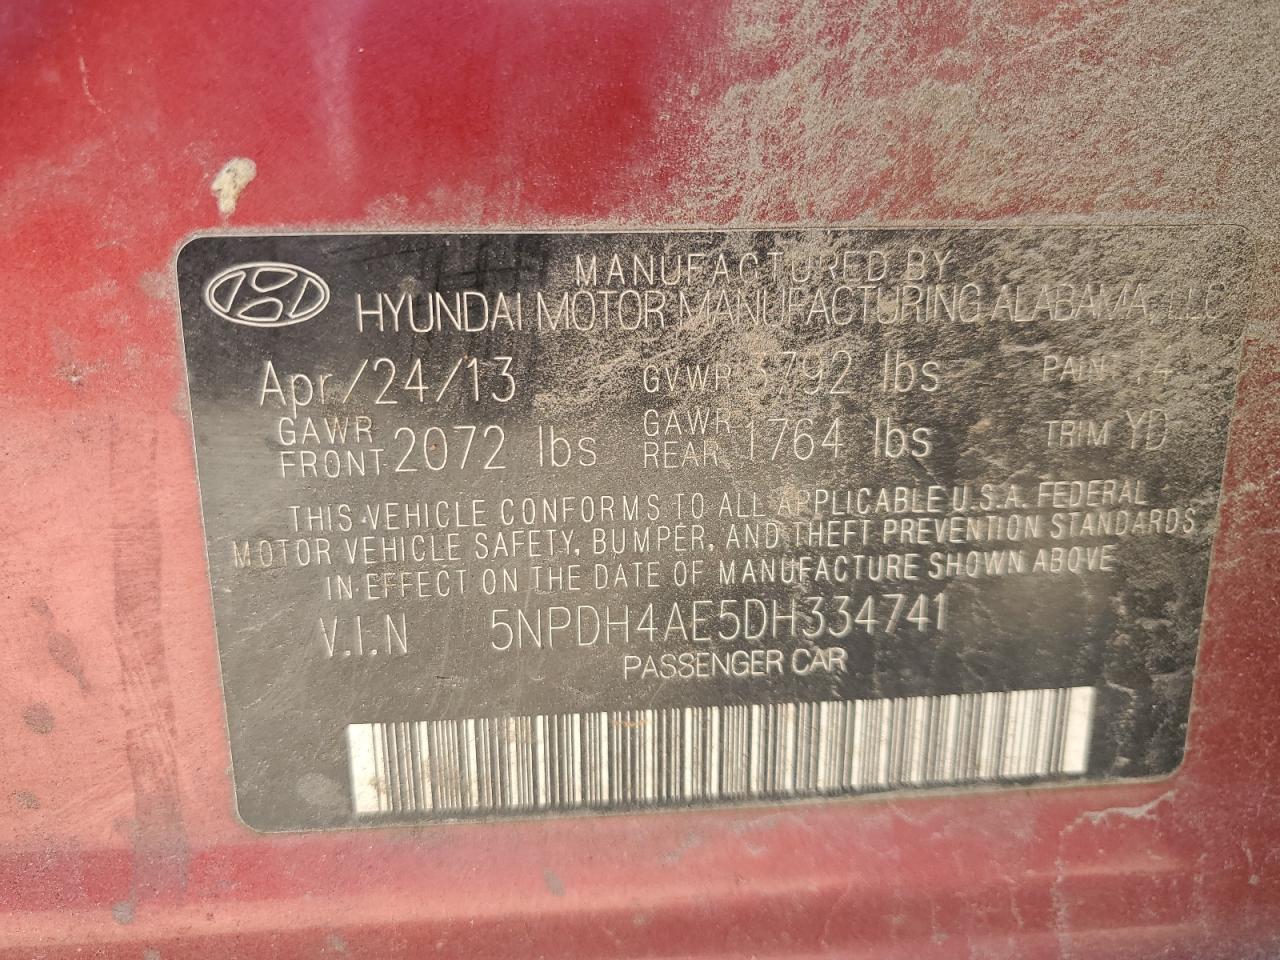 MANUFACTURED BY
HYUNDAI MOTOR MANUFACTURING ALABAMA, LLC
Apr/24/13 GVWR lbs PAINT
GAWR FRONT 2072 lbs GAWR REAR 1764 lbs TRIM YD
THIS VEHICLE CONFORMS TO ALL APPLICABLE U.S.A. FEDERAL
MOTOR VEHICLE SAFETY, BUMPER, AND THEFT PREVENTION STANDARDS
IN EFFECT ON THE DATE OF MANUFACTURE SHOWN ABOVE
V.I.N 5NPDH4AE5DH334741
PASSENGER CAR